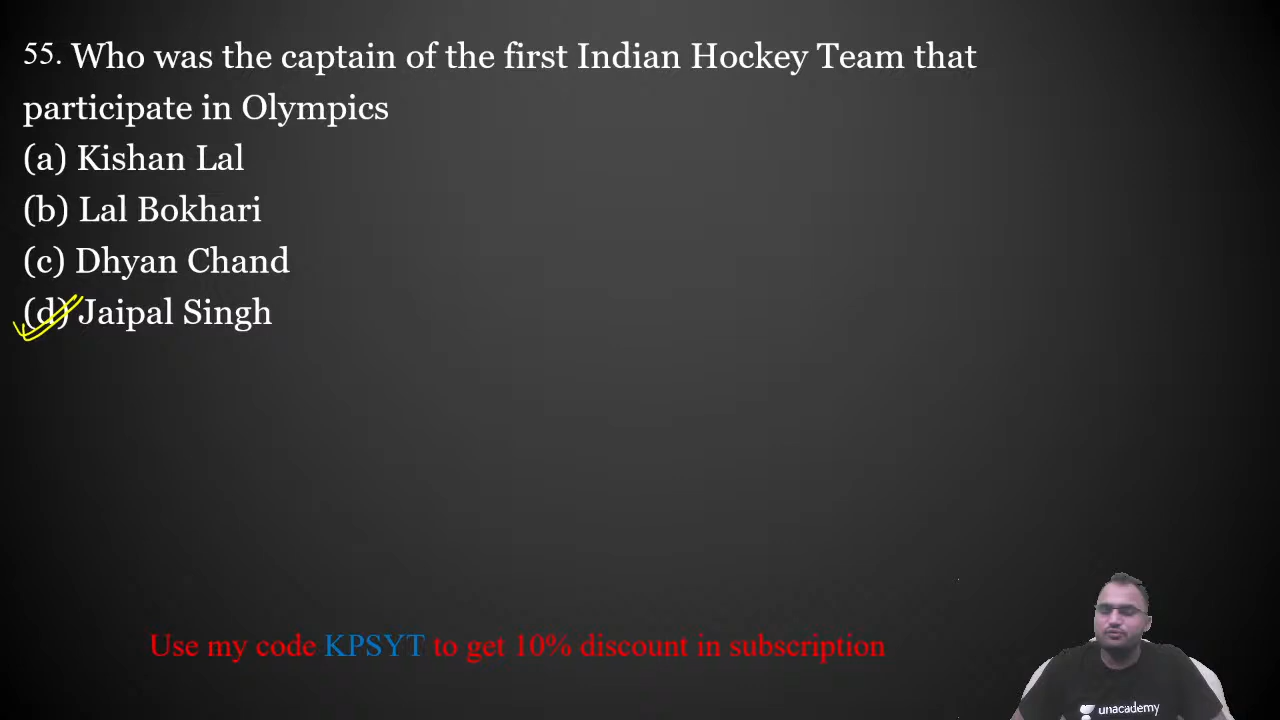 55. Who was the captain of the first Indian Hockey Team that
participate in Olympics
(a) Kishan Lal
(b) Lal Bokhari
(c) Dhyan Chand
(d) Jaipal Singh
Use my code KPSYT to get 10% discount in subscription
unacademy